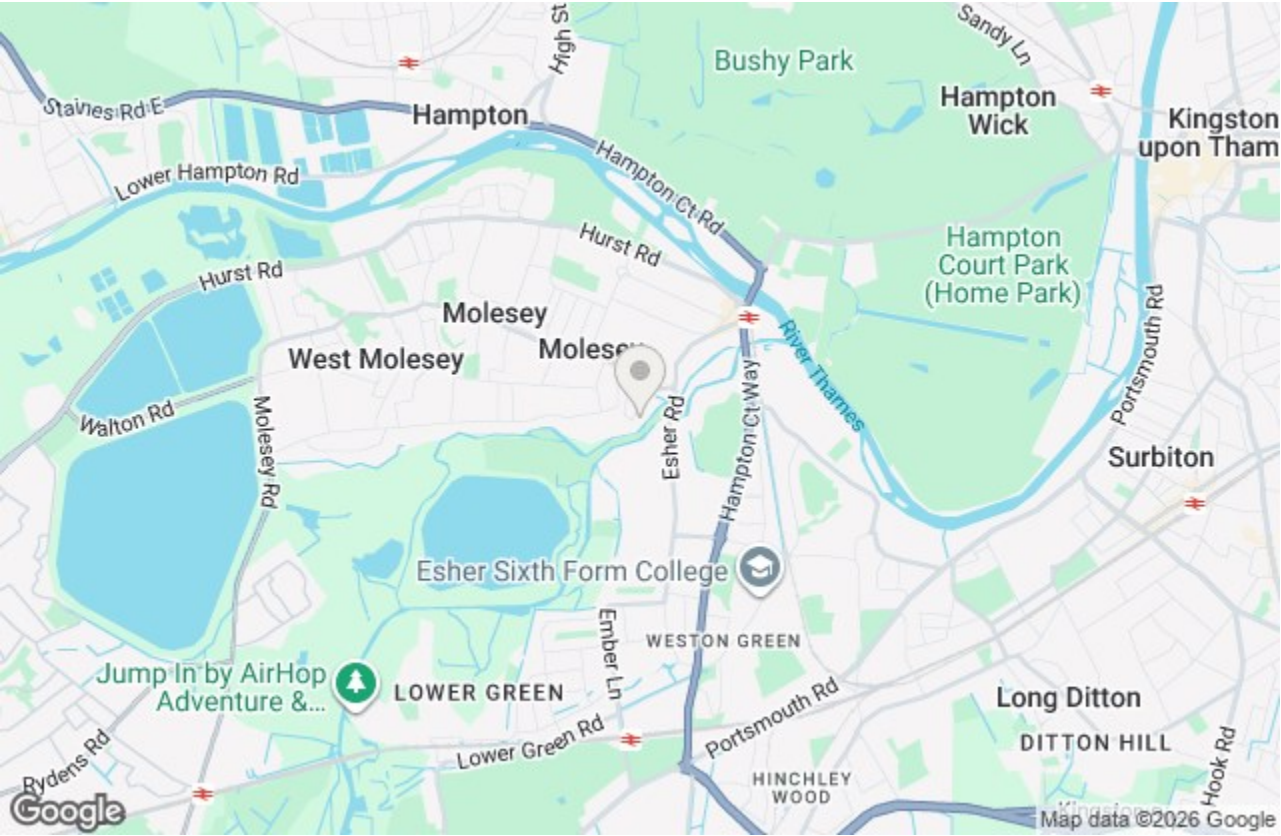 High St
Sandy Ln
Bushy Park
Hampton
Wick
Staines Rd E
Hampton
Kingston
upon Tham
Hampton Ct Rd
Lower Hampton Rd
Hurst Rd
Hampton
Court Park
(Home Park)
Hurst Rd
Molesey
River Thames
Portsmouth Rd
Molesey
West Molesey
Walton Rd
Molesey Rd
Esher Rd
Hampton Ct Way
Surbiton
Esher Sixth Form College
WESTON GREEN
Ember Ln
Jump In by AirHop
Adventure &...
LOWER GREEN
Long Ditton
Portsmouth Rd
Lower Green Rd
DITTON HILL
Hook Rd
Rydens Rd
HINCHLEY
WOOD
Google
Map data ©2026 Google